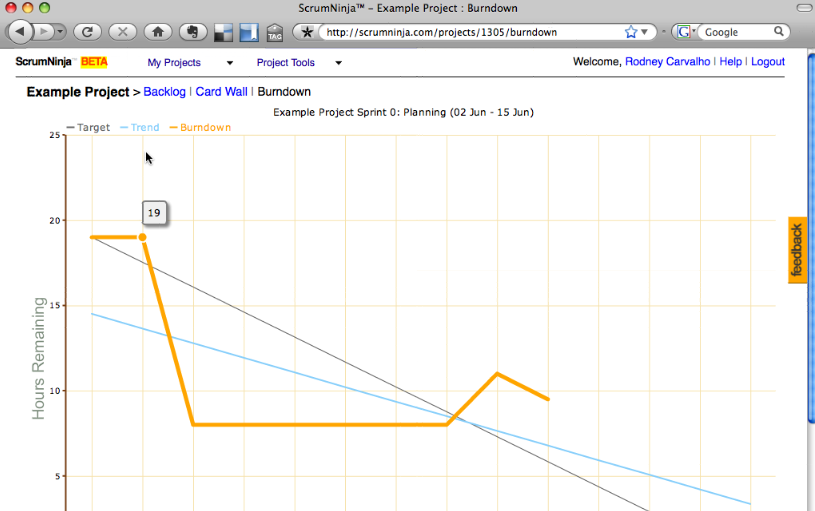 ScrumNinja™ – Example Project : Burndown
http://scrumninja.com/projects/1305/burndown
Google
TAG
ScrumNinja™ BETA My Projects Project Tools Welcome, Rodney Carvalho | Help | Logout
Example Project > Backlog | Card Wall | Burndown
Example Project Sprint 0: Planning (02 Jun - 15 Jun)
Target Trend Burndown
25
19
20
15
10
5
Hours Remaining
feedback